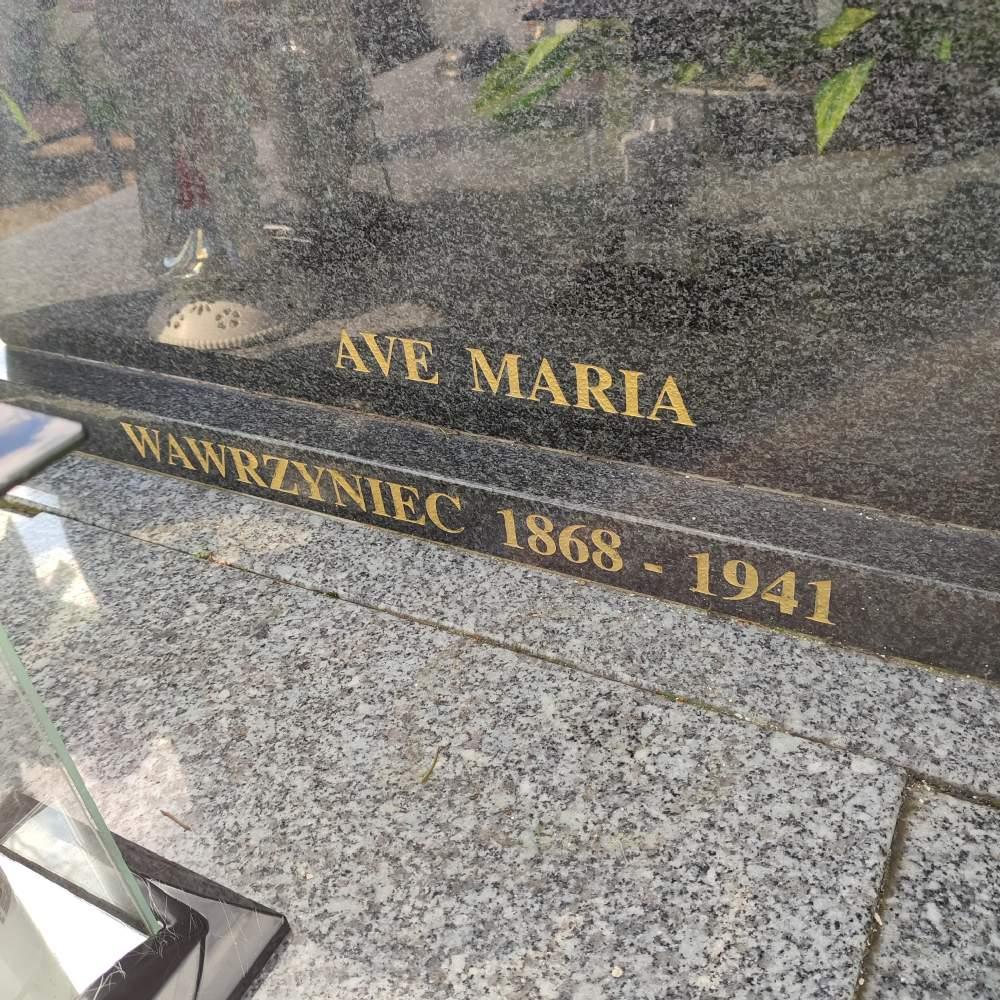 AVE MARIA
WAWRZYNIEC 1868 - 1941